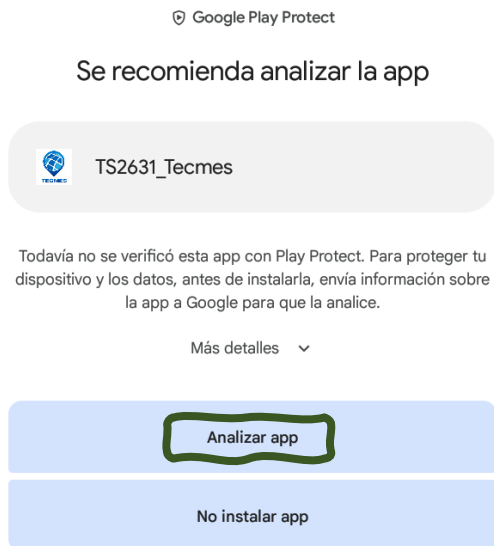 Google Play Protect
Se recomienda analizar la app
TECMES
TS2631_Tecmes
Todavía no se verificó esta app con Play Protect. Para proteger tu
dispositivo y los datos, antes de instalarla, envía información sobre
la app a Google para que la analice.
Más detalles
Analizar app
No instalar app